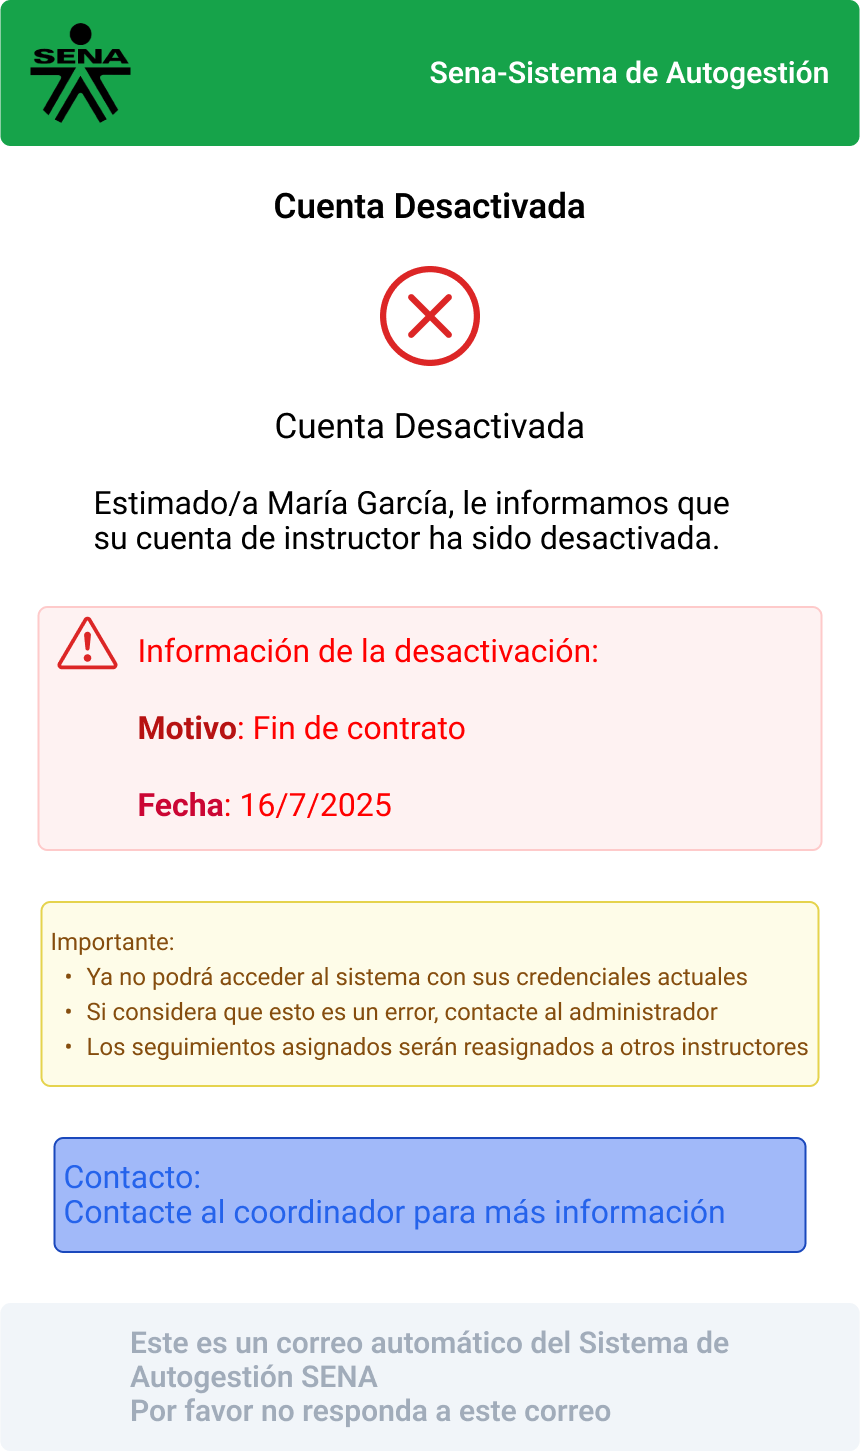 SENA
Sena-Sistema de Autogestión
Cuenta Desactivada
Cuenta Desactivada
Estimado/a María García, le informamos que
su cuenta de instructor ha sido desactivada.
Información de la desactivación:
Motivo: Fin de contrato
Fecha: 16/7/2025
Importante:
• Ya no podrá acceder al sistema con sus credenciales actuales
• Si considera que esto es un error, contacte al administrador
• Los seguimientos asignados serán reasignados a otros instructores
Contacto:
Contacte al coordinador para más información
Este es un correo automático del Sistema de
Autogestión SENA
Por favor no responda a este correo